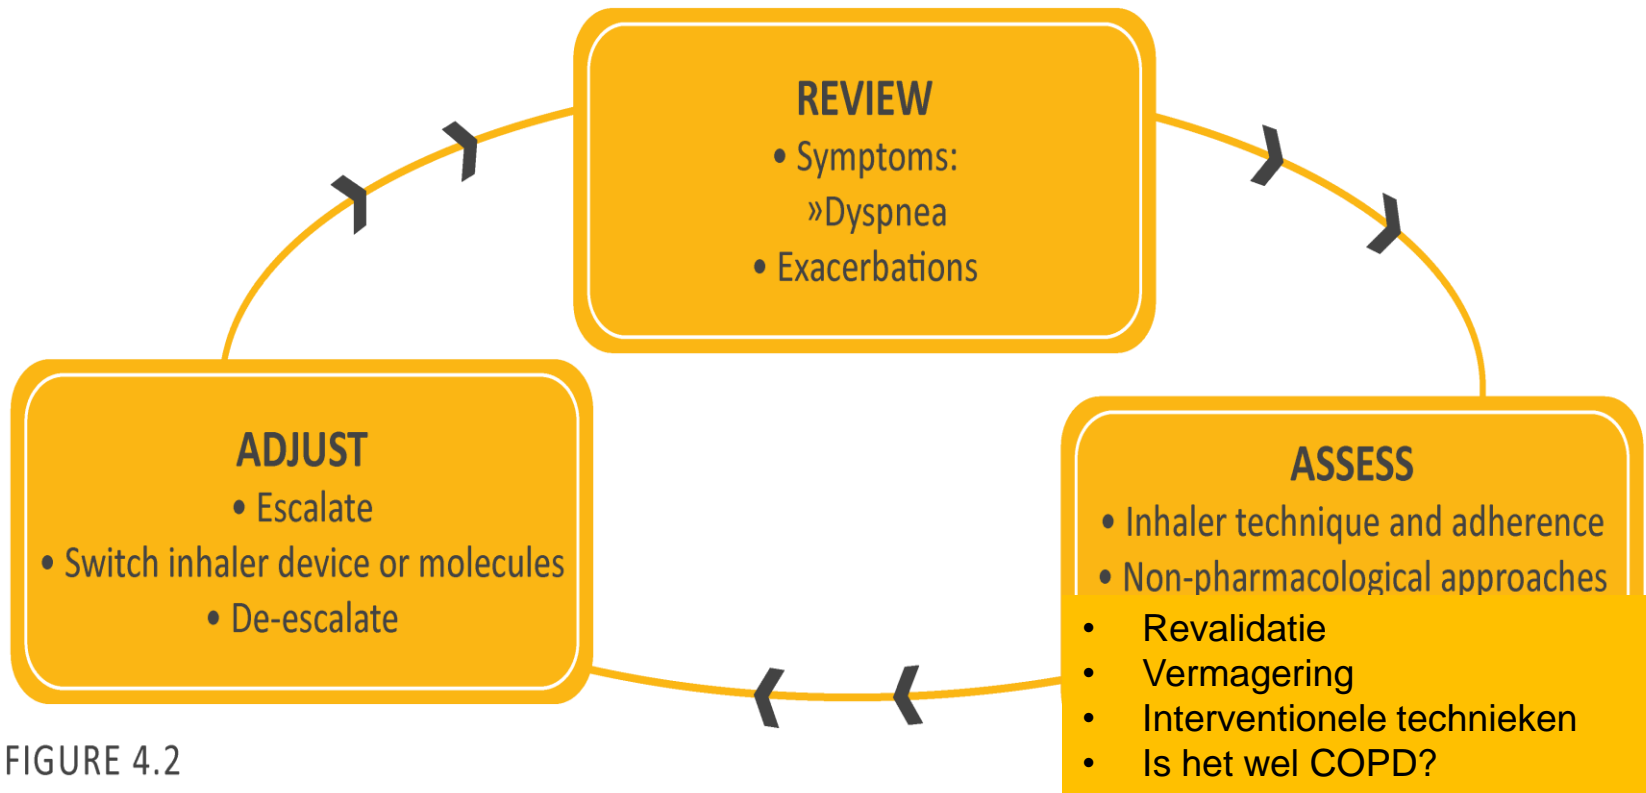 REVIEW
• Symptoms:
»Dyspnea
• Exacerbations
ADJUST
• Escalate
• Switch inhaler device or molecules
• De-escalate
ASSESS
• Inhaler technique and adherence
• Non-pharmacological approaches
• Revalidatie
• Vermagering
• Interventionele technieken
• Is het wel COPD?
FIGURE 4.2